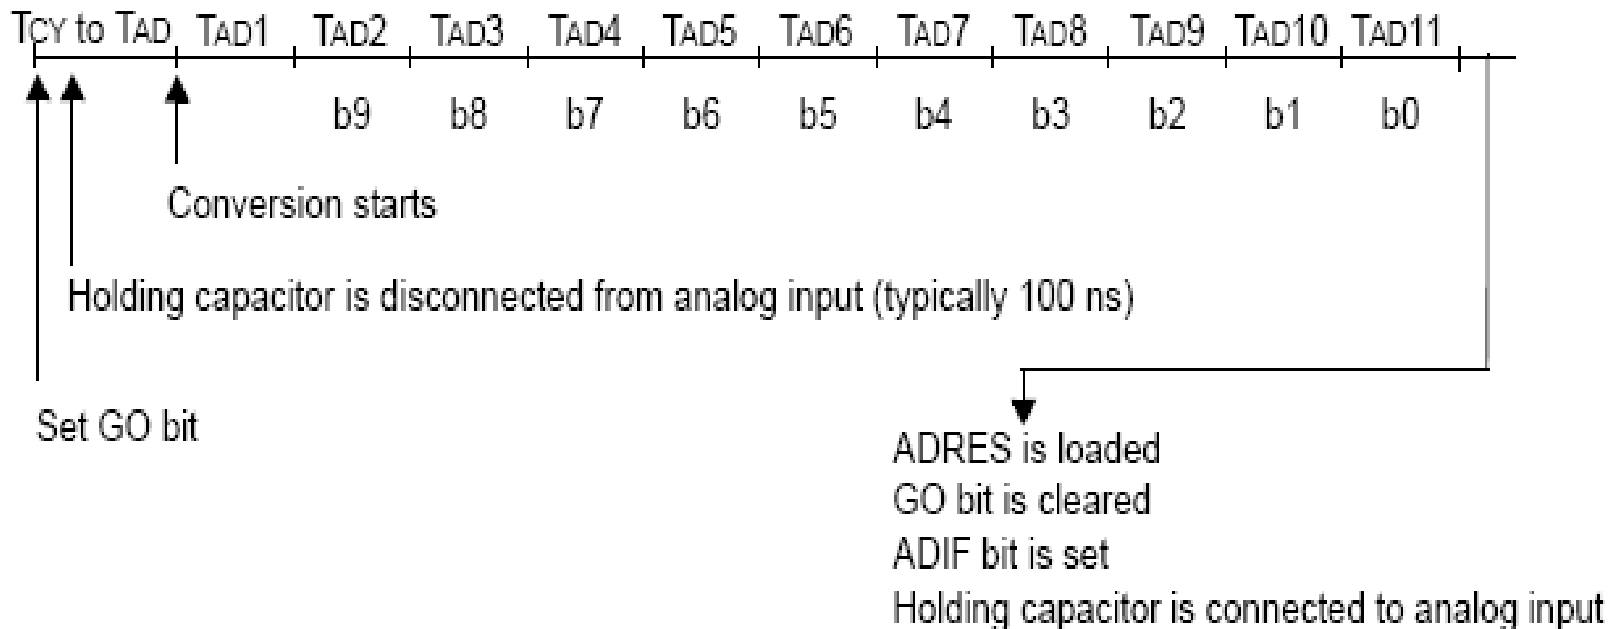 TCY to TAD TAD1 TAD2 TAD3 TAD4 TAD5 TAD6 TAD7 TAD8 TAD9 TAD10 TAD11
b9 b8 b7 b6 b5 b4 b3 b2 b1 b0
Conversion starts
Holding capacitor is disconnected from analog input (typically 100 ns)
Set GO bit
ADRES is loaded
GO bit is cleared
ADIF bit is set
Holding capacitor is connected to analog input